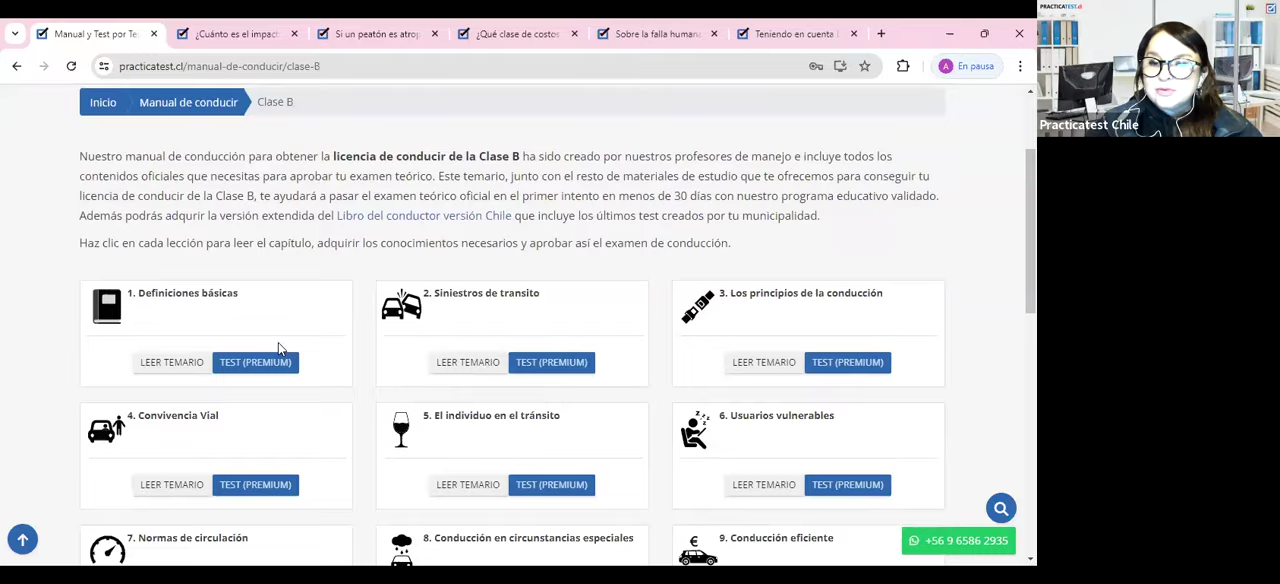 Manual y Test por Te
¿Cuánto es el impact
Si un peatón es atrop
¿Qué clase de costos
Sobre la falla humana
Teniendo en cuenta l
PRACTICATEST.cl
practicatest.cl/manual-de-conducir/clase-B
A En pausa
Practicatest Chile
Inicio Manual de conducir Clase B
Nuestro manual de conducción para obtener la licencia de conducir de la Clase B ha sido creado por nuestros profesores de manejo e incluye todos los
contenidos oficiales que necesitas para aprobar tu examen teórico. Este temario, junto con el resto de materiales de estudio que te ofrecemos para conseguir tu
licencia de conducir de la Clase B, te ayudará a pasar el examen teórico oficial en el primer intento en menos de 30 días con nuestro programa educativo validado.
Además podrás adqurir la versión extendida del Libro del conductor versión Chile que incluye los últimos test creados por tu municipalidad.
Haz clic en cada lección para leer el capítulo, adquirir los conocimientos necesarios y aprobar así el examen de conducción.
1. Definiciones básicas
LEER TEMARIO TEST (PREMIUM)
2. Siniestros de transito
LEER TEMARIO TEST (PREMIUM)
3. Los principios de la conducción
LEER TEMARIO TEST (PREMIUM)
4. Convivencia Vial
LEER TEMARIO TEST (PREMIUM)
5. El individuo en el tránsito
LEER TEMARIO TEST (PREMIUM)
6. Usuarios vulnerables
LEER TEMARIO TEST (PREMIUM)
7. Normas de circulación
8. Conducción en circunstancias especiales
9. Conducción eficiente
+56 9 6586 2935